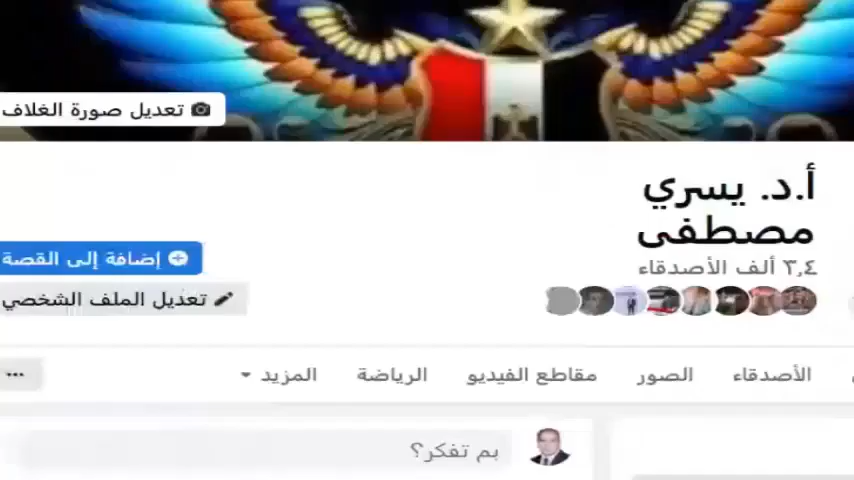 تعديل صورة الغلاف
أ.د. يسري
مصطفى
٣,٤ ألف الأصدقاء
إضافة إلى القصة
تعديل الملف الشخصي
الأصدقاء
الصور
مقاطع الفيديو
الرياضة
المزيد
بم تفكر؟